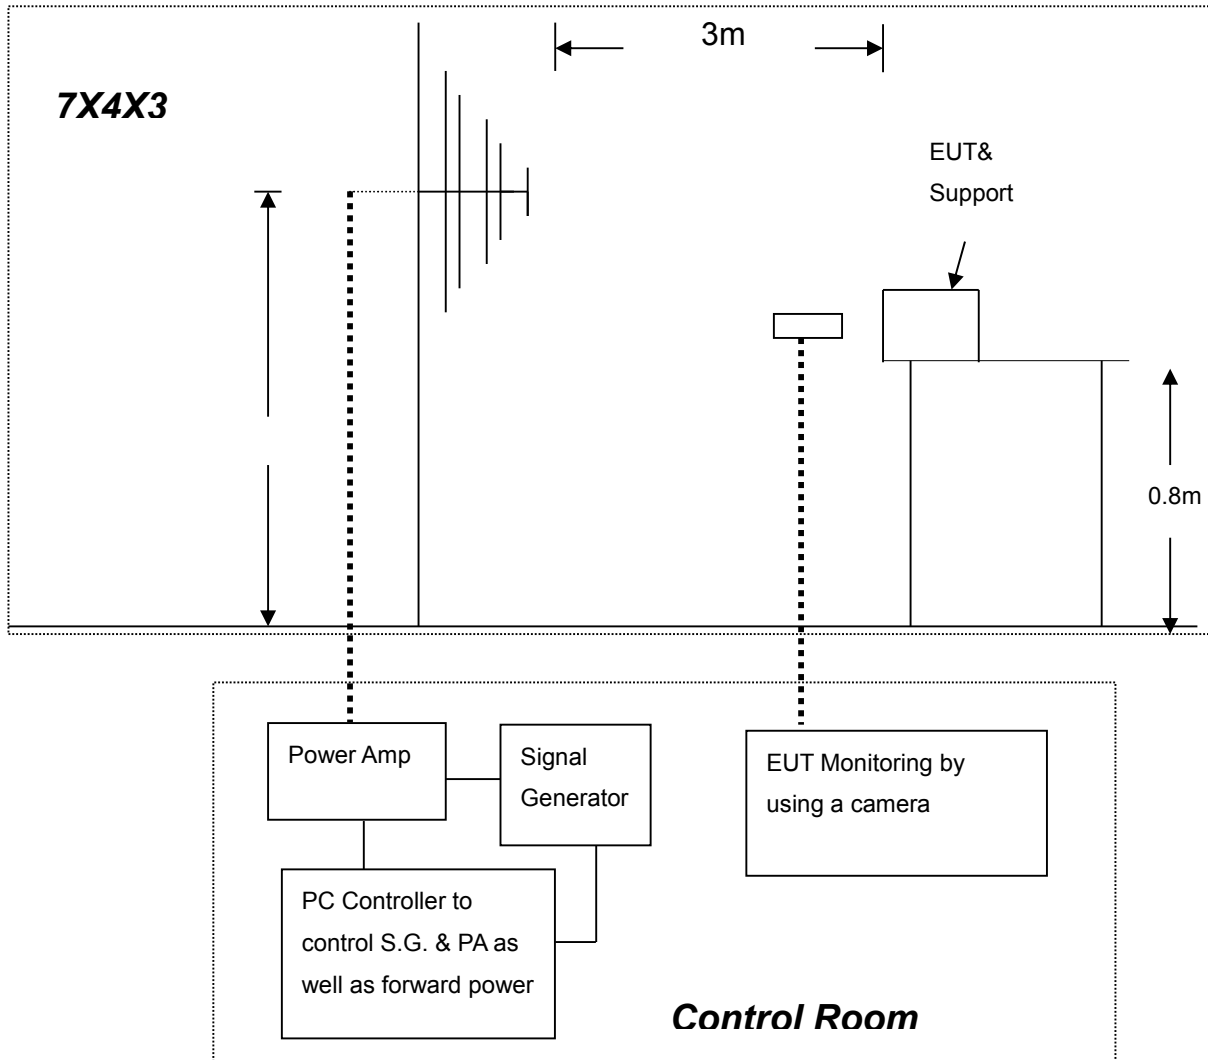 3m
7X4X3
EUT&
Support
0.8m
Power Amp
Signal
Generator
EUT Monitoring by
using a camera
PC Controller to
control S.G. & PA as
well as forward power
Control Room